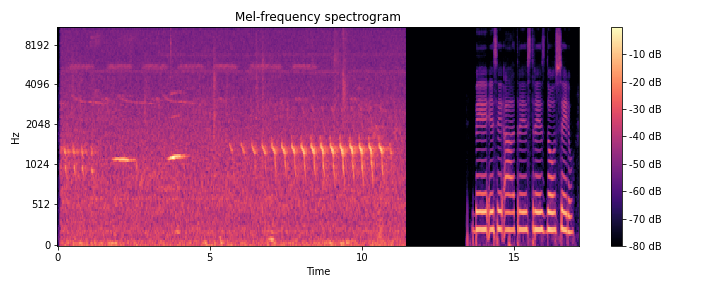 Mel-frequency spectrogram
8192
4096
2048
1024
512
0
Hz
0
5
10
15
Time
-10 dB
-20 dB
-30 dB
-40 dB
-50 dB
-60 dB
-70 dB
-80 dB